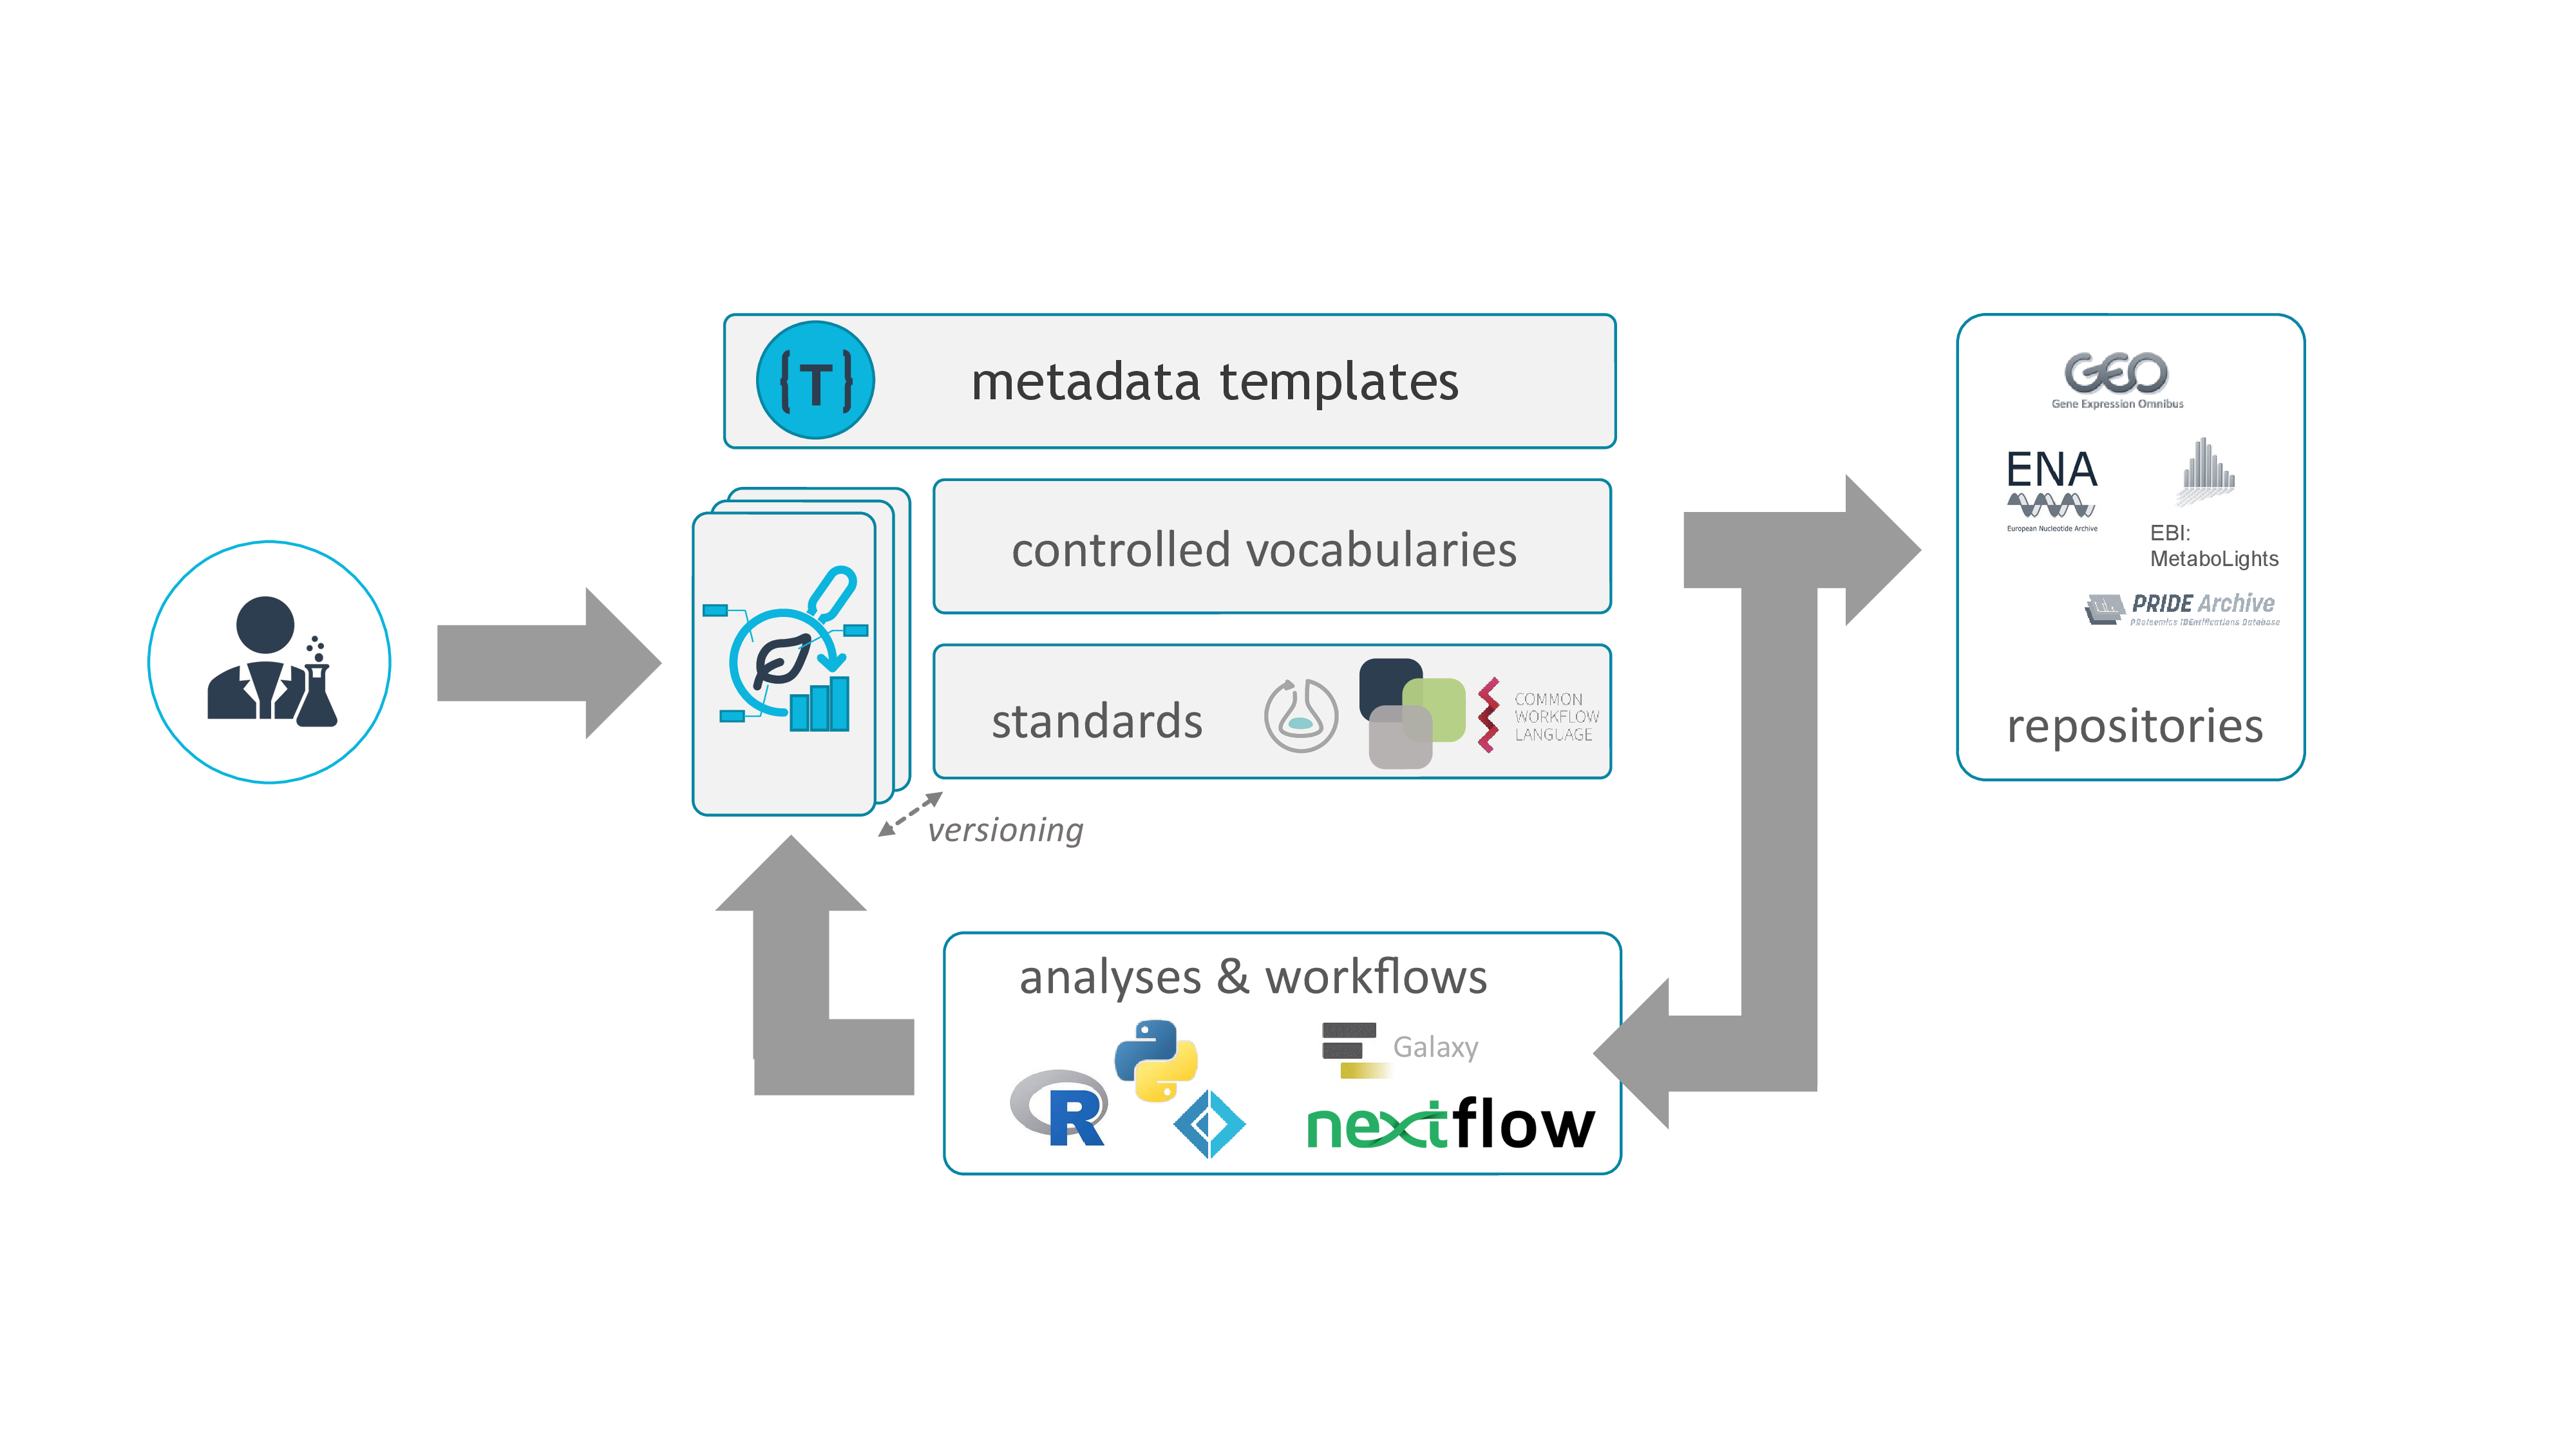 {T}
metadata templates
controlled vocabularies
standards
COMMON
WORKFLOW
LANGUAGE
versioning
analyses & workflows
R
Galaxy
nextflow
GEO
Gene Expression Omnibus
ENA
European Nucleotide Archive
EBI:
MetaboLights
PRIDE Archive
PRoteomics IDEntifications Database
repositories